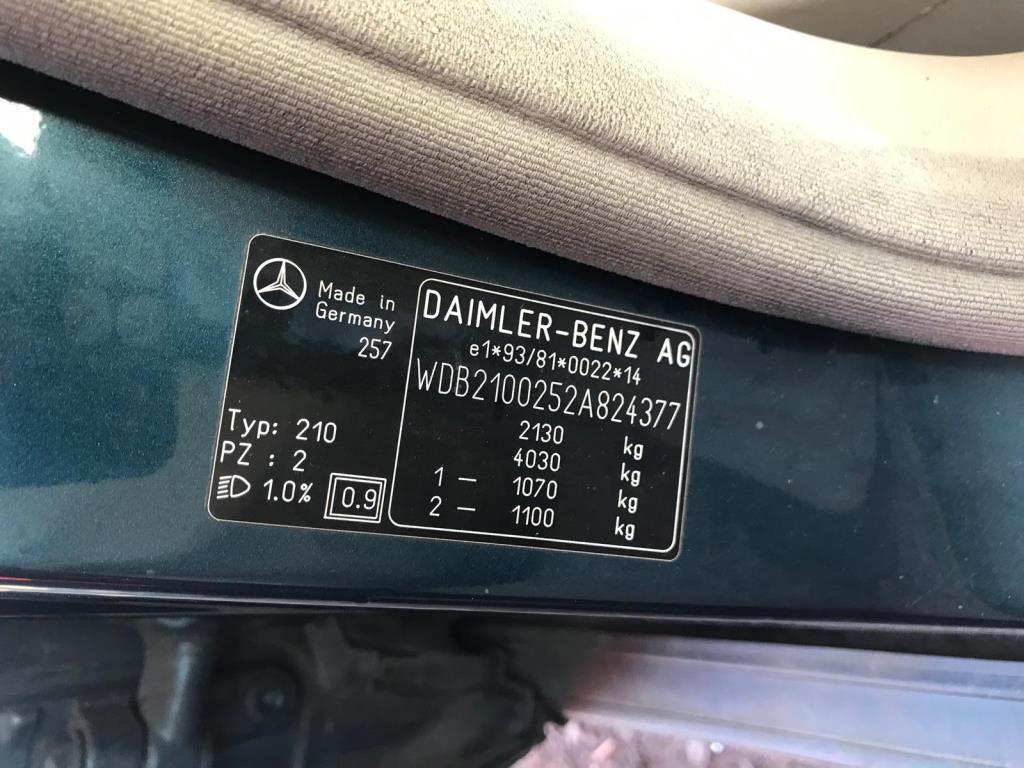 Made in
Germany
257
Typ: 210
PZ : 2
1.0% 0.9
DAIMLER-BENZ AG
e1*93/81*0022*14
WDB2100252A824377
2130 kg
4030 kg
1 — 1070 kg
2 — 1100 kg